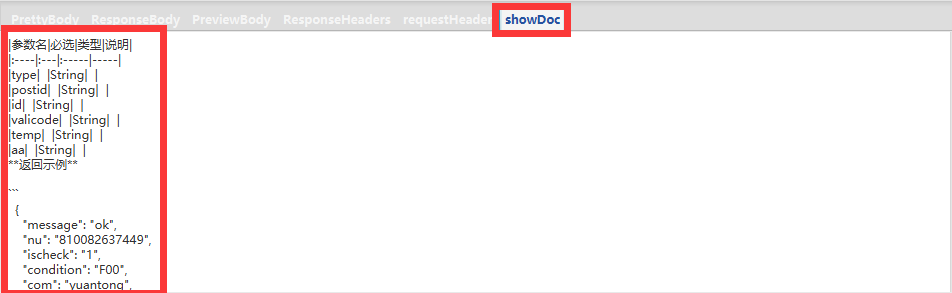 PrettyBody ResponseBody PreviewBody ResponseHeaders requestHeader showDoc
|参数名|必选|类型|说明|
|:----|:---|:-----|-----|
|type| |String| |
|postid| |String| |
|id| |String| |
|valicode| |String| |
|temp| |String| |
|aa| |String| |
**返回示例**
```
{
"message": "ok",
"nu": "810082637449",
"ischeck": "1",
"condition": "F00",
"com": "yuantong",